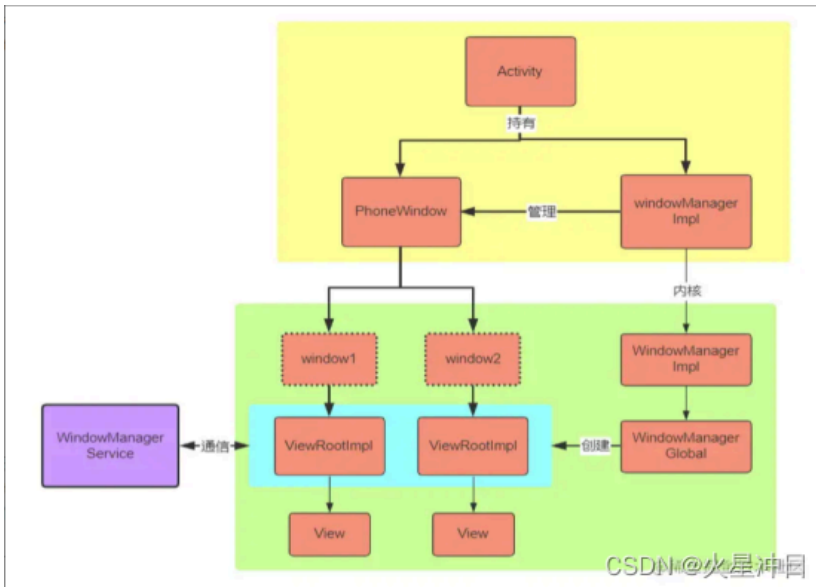 Activity
持有
PhoneWindow
管理
windowManager
Impl
内核
window1
window2
WindowManager
Impl
WindowManager
Service
通信
ViewRootImpl
ViewRootImpl
创建
WindowManager
Global
View
View
CSDN @火星冲日